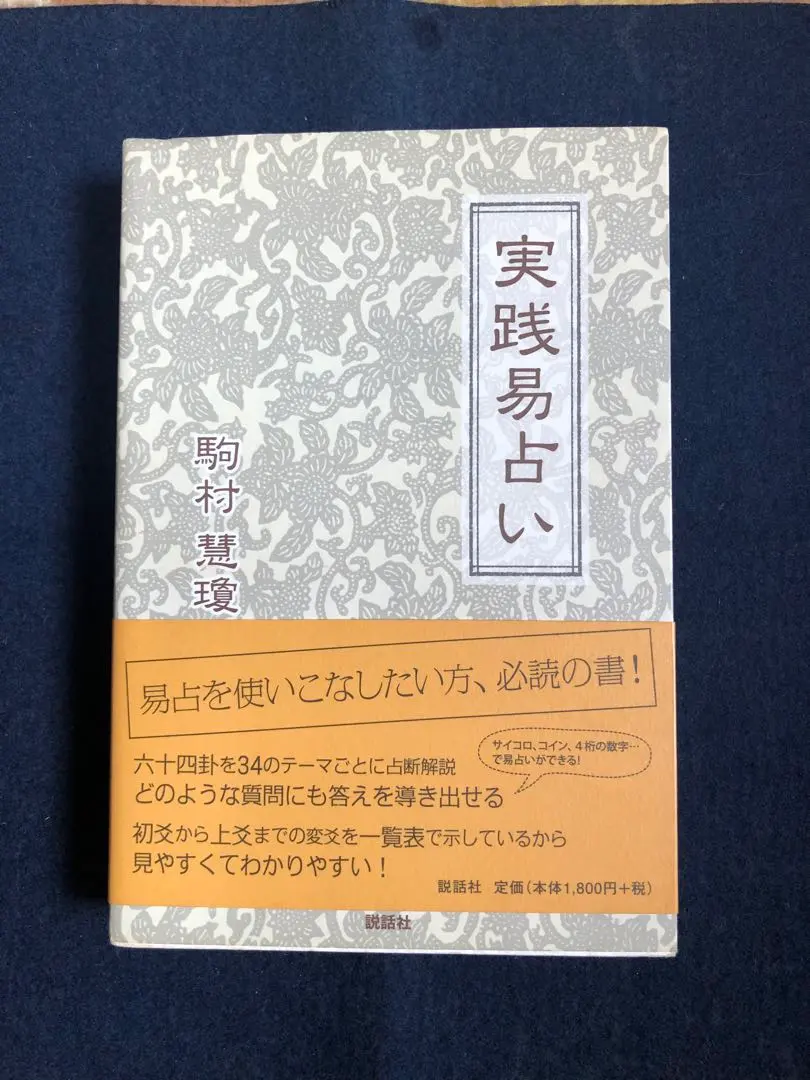 実践易占い
駒村 慧瓊
易占を使いこなしたい方、必読の書!
サイコロ、コイン、4桁の数字…
で易占いができる!
六十四卦を34のテーマごとに占断解説
どのような質問にも答えを導き出せる
初爻から上爻までの変爻を一覧表で示しているから
見やすくてわかりやすい!
説話社 定価(本体1,800円+税)
説話社